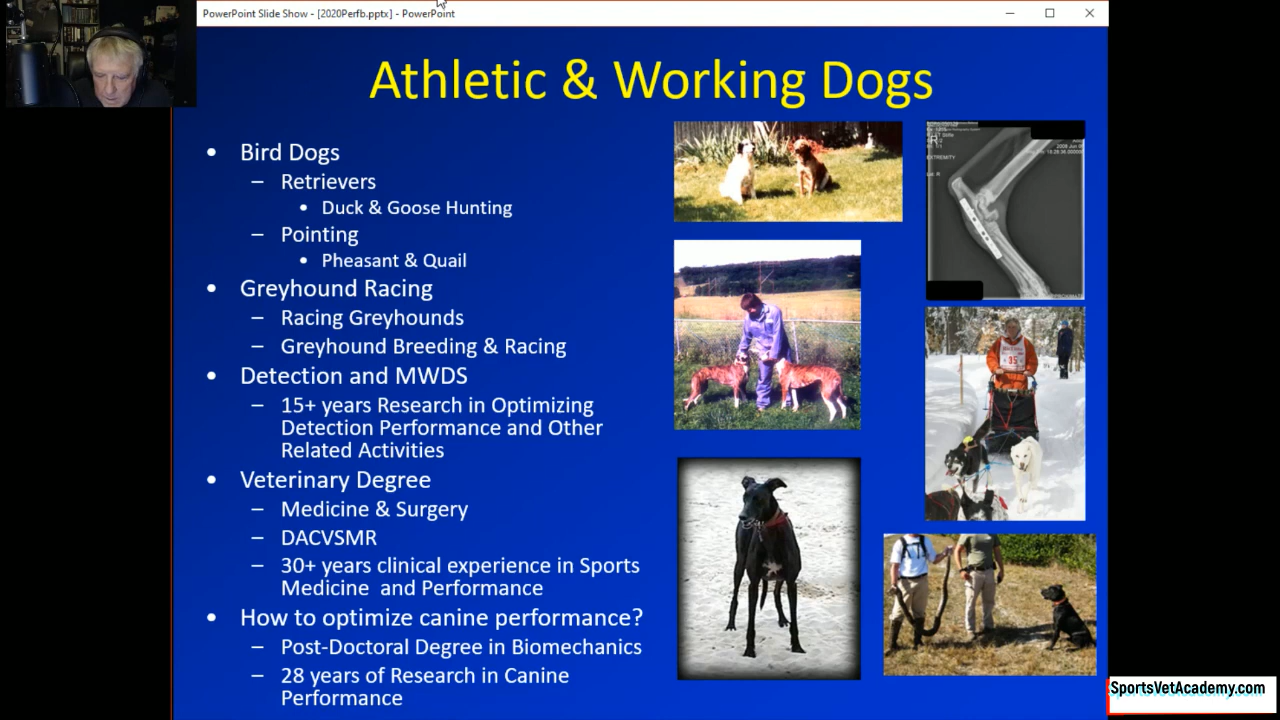 PowerPoint Slide Show - [2020Perfb.pptx] - PowerPoint
Athletic & Working Dogs
• Bird Dogs
– Retrievers
• Duck & Goose Hunting
– Pointing
• Pheasant & Quail
• Greyhound Racing
– Racing Greyhounds
– Greyhound Breeding & Racing
• Detection and MWDS
– 15+ years Research in Optimizing
Detection Performance and Other
Related Activities
• Veterinary Degree
– Medicine & Surgery
– DACVSMR
– 30+ years clinical experience in Sports
Medicine and Performance
• How to optimize canine performance?
– Post-Doctoral Degree in Biomechanics
– 28 years of Research in Canine
Performance
R
EXTREMITY
35
SportsVetAcademy.com